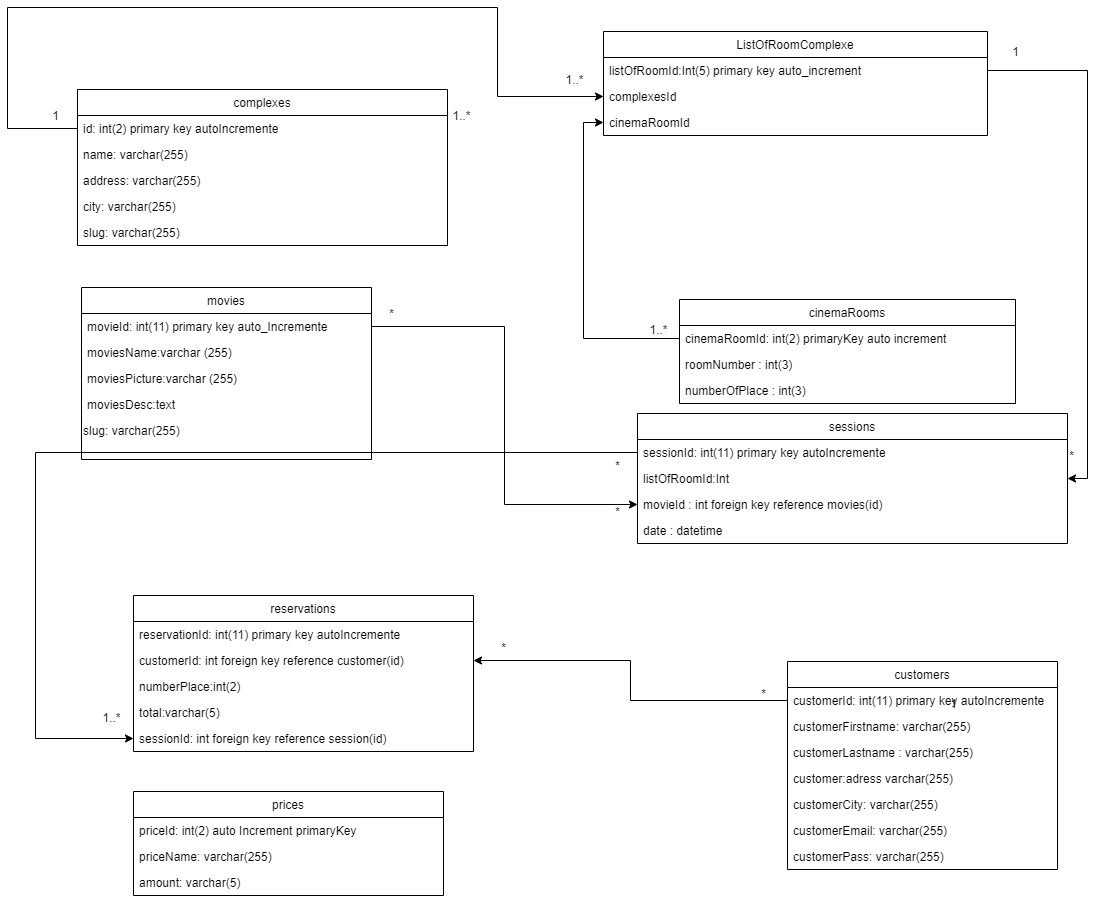 ListOfRoomComplexe
1
listOfRoomId:Int(5) primary key auto_increment
1..*
complexesId
cinemaRoomId
complexes
1
1..*
id: int(2) primary key autoIncremente
name: varchar(255)
address: varchar(255)
city: varchar(255)
slug: varchar(255)
movies
*
movieId: int(11) primary key auto_Incremente
moviesName:varchar (255)
moviesPicture:varchar (255)
moviesDesc:text
slug: varchar(255)
cinemaRooms
1..*
cinemaRoomId: int(2) primaryKey auto increment
roomNumber : int(3)
numberOfPlace : int(3)
sessions
sessionId: int(11) primary key autoIncremente
*
*
listOfRoomId:Int
movieId : int foreign key reference movies(id)
*
date : datetime
reservations
reservationId: int(11) primary key autoIncremente
*
customerId: int foreign key reference customer(id)
numberPlace:int(2)
total:varchar(5)
1..*
sessionId: int foreign key reference session(id)
customers
*
customerId: int(11) primary key autoIncremente
customerFirstname: varchar(255)
customerLastname : varchar(255)
customer:adress varchar(255)
customerCity: varchar(255)
customerEmail: varchar(255)
customerPass: varchar(255)
prices
priceId: int(2) auto Increment primaryKey
priceName: varchar(255)
amount: varchar(5)